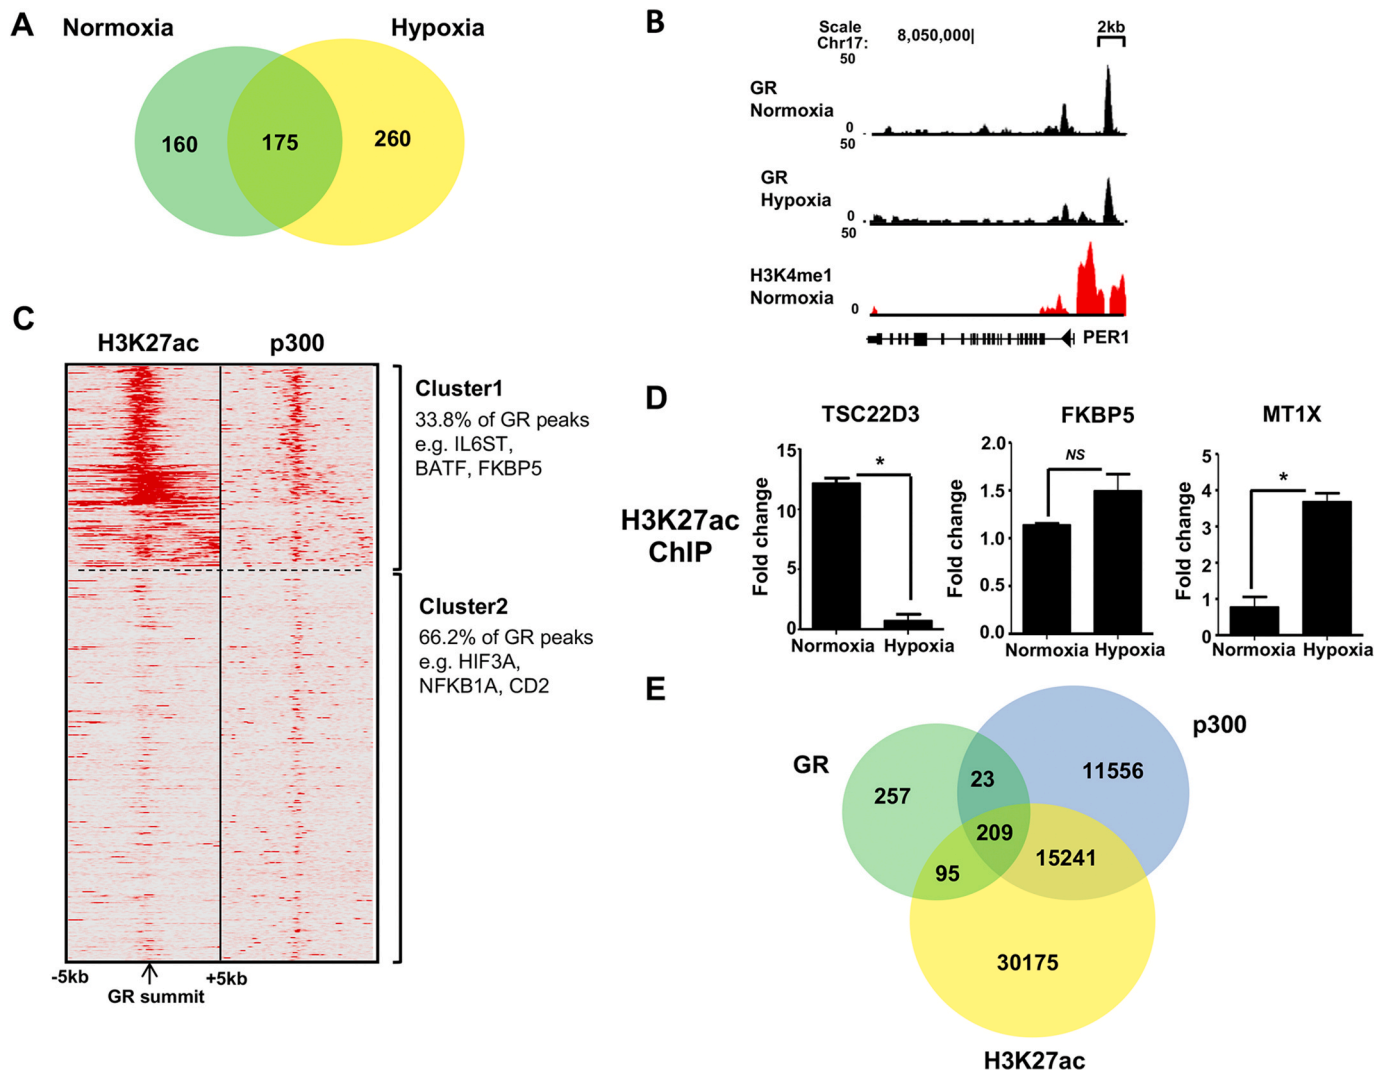 A
Normoxia
Hypoxia
160
175
260
B
Scale
Chr17:
8,050,000|
2kb
50
GR
Normoxia
0
50
GR
Hypoxia
0
50
H3K4me1
Normoxia
0
PER1
C
H3K27ac
p300
Cluster1
33.8% of GR peaks
e.g. IL6ST,
BATF, FKBP5
Cluster2
66.2% of GR peaks
e.g. HIF3A,
NFKB1A, CD2
-5kb
+5kb
GR summit
D
H3K27ac
ChIP
TSC22D3
Fold change
15
10
5
0
*
Normoxia Hypoxia
FKBP5
Fold change
2.0
1.5
1.0
0.5
0.0
NS
Normoxia Hypoxia
MT1X
Fold change
5
4
3
2
1
0
*
Normoxia Hypoxia
E
GR
p300
257
23
11556
209
95
15241
30175
H3K27ac